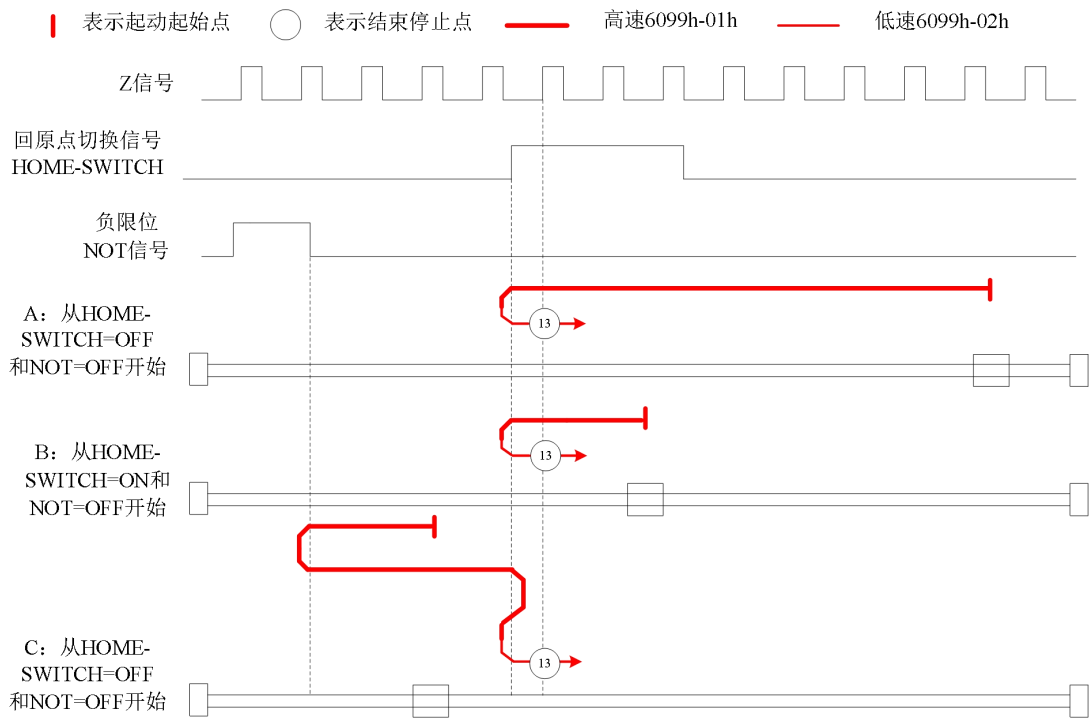 表示起动起始点 表示结束停止点 高速6099h-01h 低速6099h-02h
Z信号
回原点切换信号
HOME-SWITCH
负限位
NOT信号
A：从HOME-
SWITCH=OFF
和NOT=OFF开始
13
B：从HOME-
SWITCH=ON和
NOT=OFF开始
13
C：从HOME-
SWITCH=OFF
和NOT=OFF开始
13